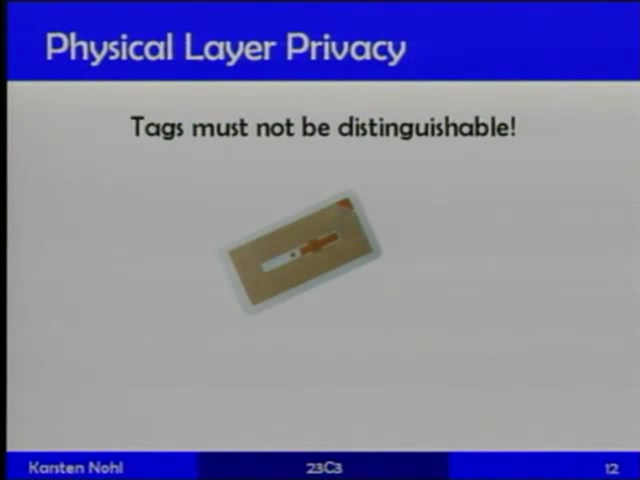 Physical Layer Privacy
Tags must not be distinguishable!
Karsten Nohl
23C3
12